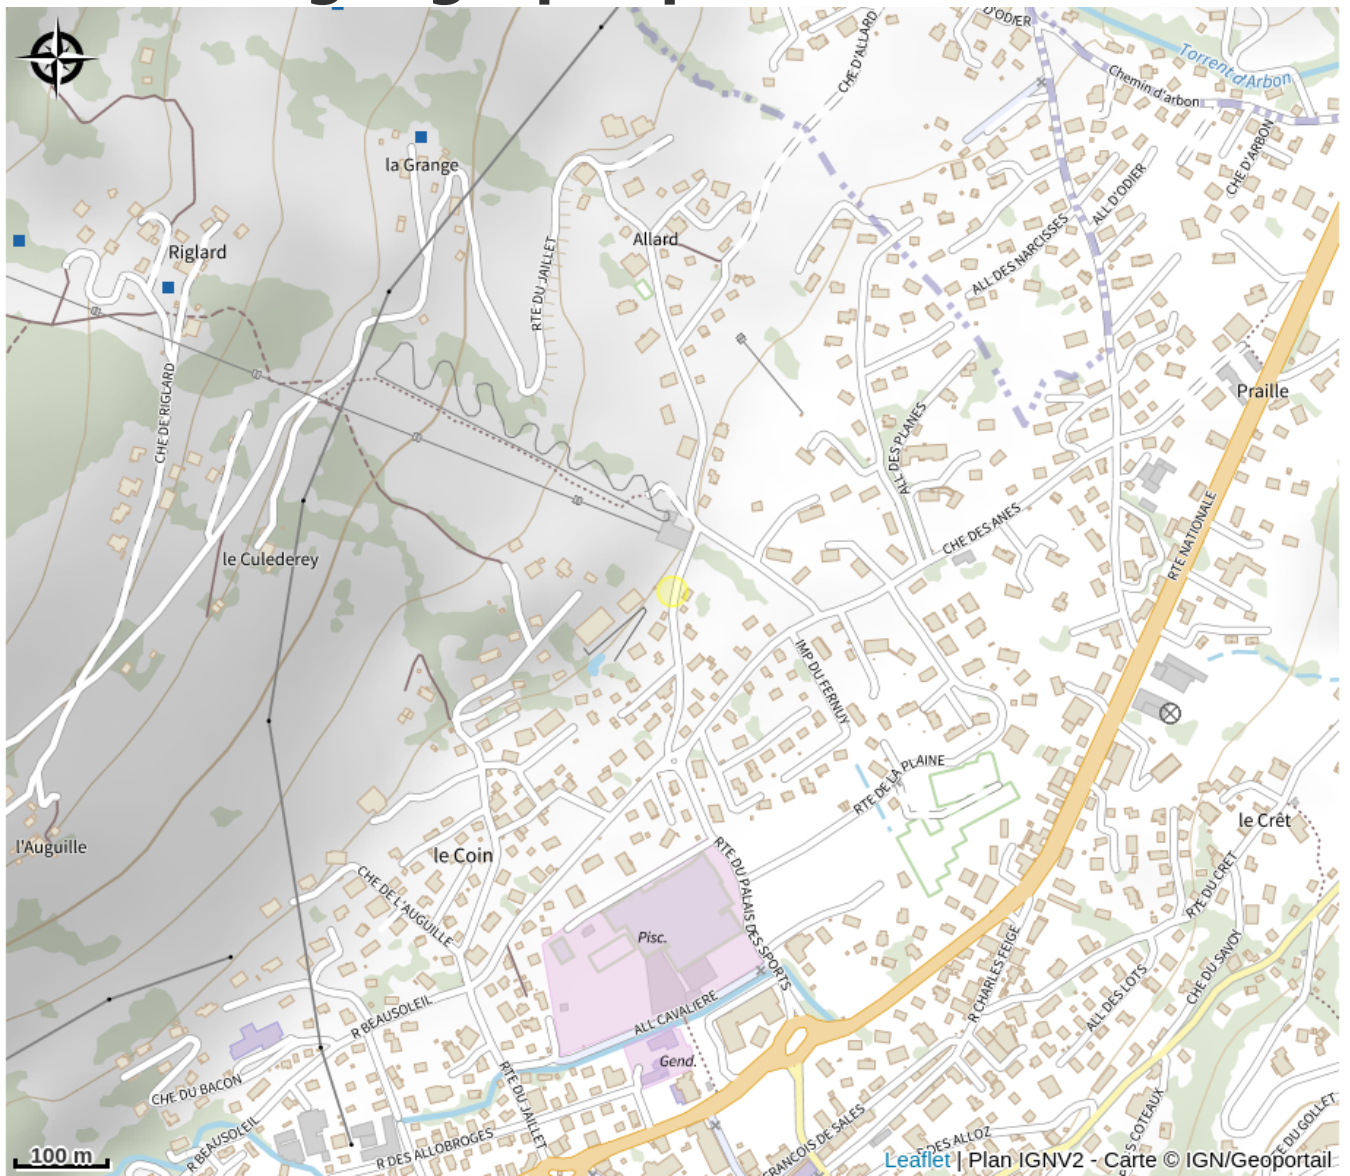 D'ODIER
CHE D'ALLARD
Torrent d'Arbon
Chemin d'arbon
la Grange
CHE D'ARBON
ALL D'ODIER
Riglard
Allard
ALL DES NARCISSES
RTE DU JAILLET
CHE DE RIGLARD
Praille
ALL DES PLANES
CHE DES ANES
RTE NATIONALE
le Culederey
IMP DU FERNUY
RTE DE LA PLAINE
l'Auguille
le Coin
le Crêt
CHE DE L'AUGUILLE
RTE DU PALAIS DES SPORTS
RTE DU CRET
Pisc.
R CHARLES FEIGE
CHE DU SAVOY
ALL DES LOTS
R BEAUSOLEIL
ALL CAVALIERE
Gend.
CHE DU BACON
RTE DU JAILLET
R BEAUSOLEIL
R DES ALLOBROGES
FRANCOIS DE SALES
DES ALLOZ
ES COTEAUX
TE DU GOLLET
100 m
Leaflet | Plan IGNV2 - Carte © IGN/Geoportail